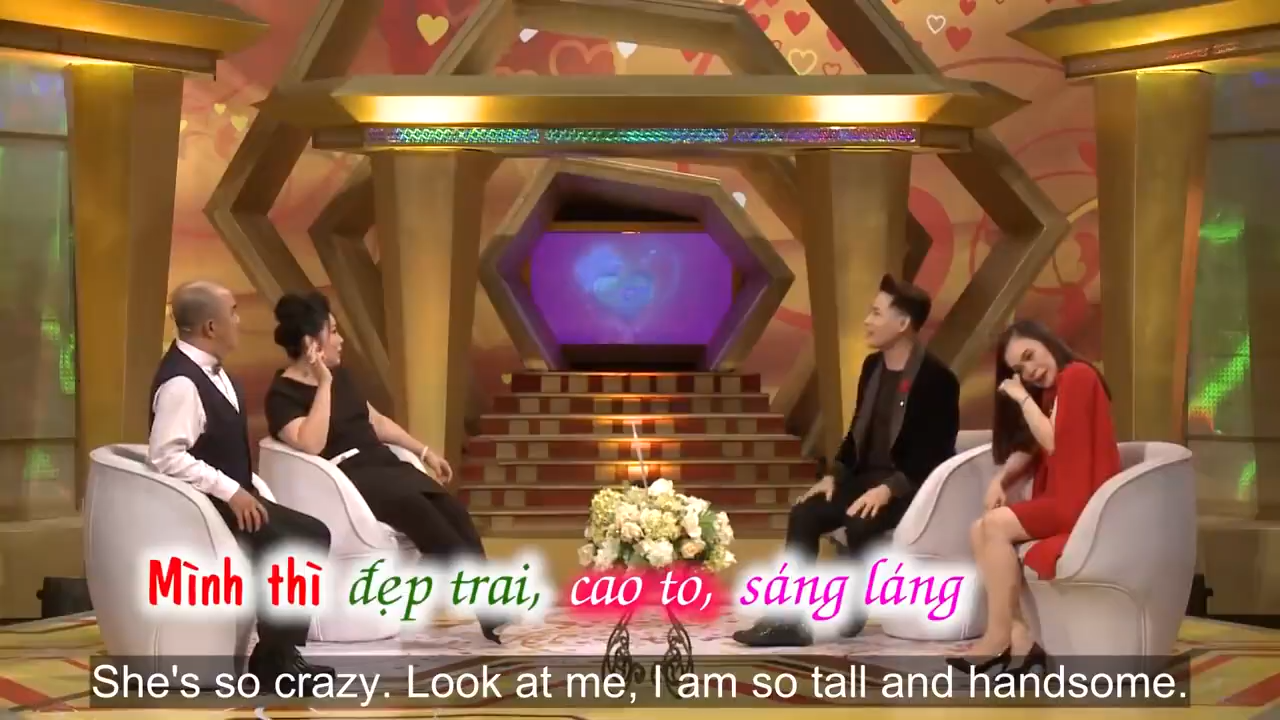 Mình thì đẹp trai, cao to, sáng láng
She's so crazy. Look at me, I am so tall and handsome.